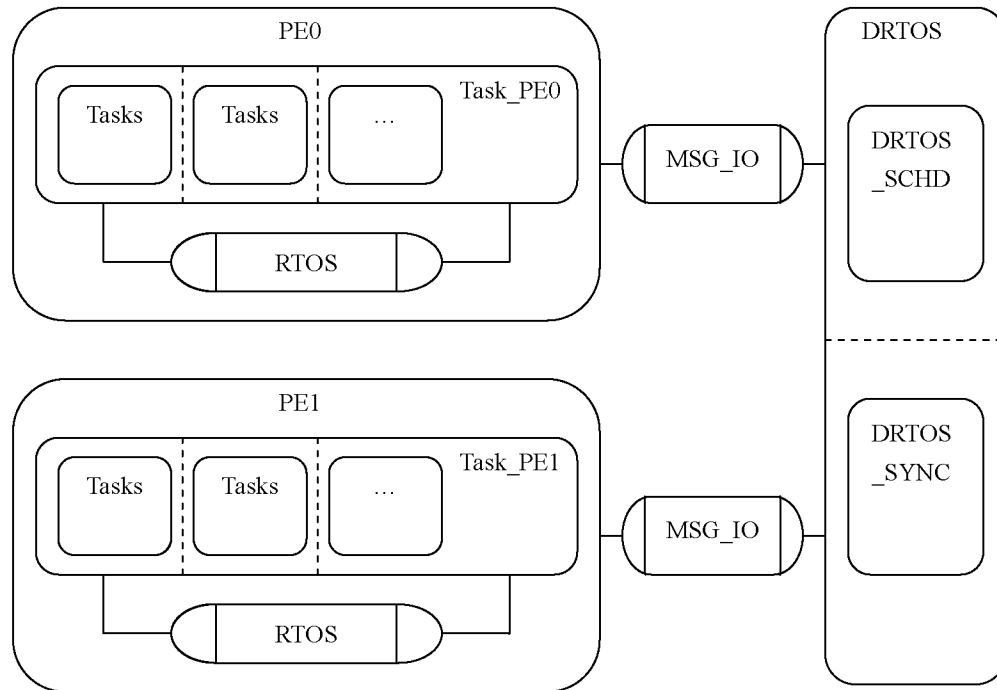 PE0
Task_PE0
Tasks
Tasks
...
RTOS
MSG_IO
DRTOS
DRTOS
_SCHD
PE1
Task_PE1
Tasks
Tasks
...
RTOS
MSG_IO
DRTOS
_SYNC